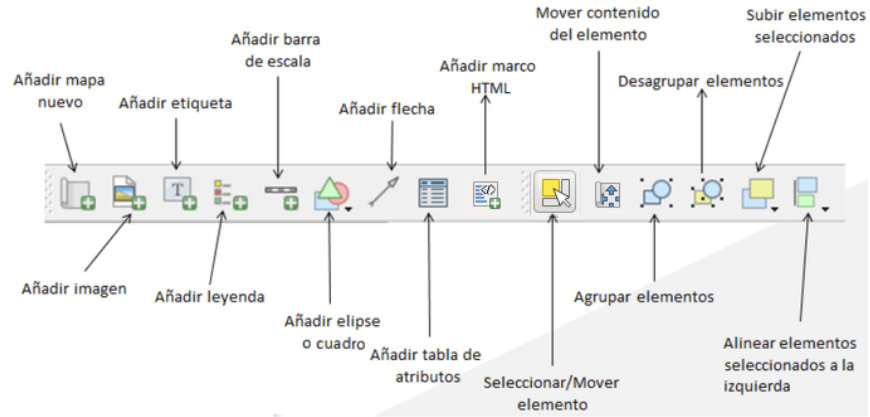 Mover contenido
del elemento
Subir elementos
seleccionados
Añadir barra
de escala
Añadir mapa
nuevo
Añadir etiqueta
Añadir flecha
Añadir marco
HTML
Desagrupar elementos
T
Añadir imagen
Añadir leyenda
Añadir elipse
o cuadro
Añadir tabla de
atributos
Seleccionar/Mover
elemento
Agrupar elementos
Alinear elementos
seleccionados a la
izquierda